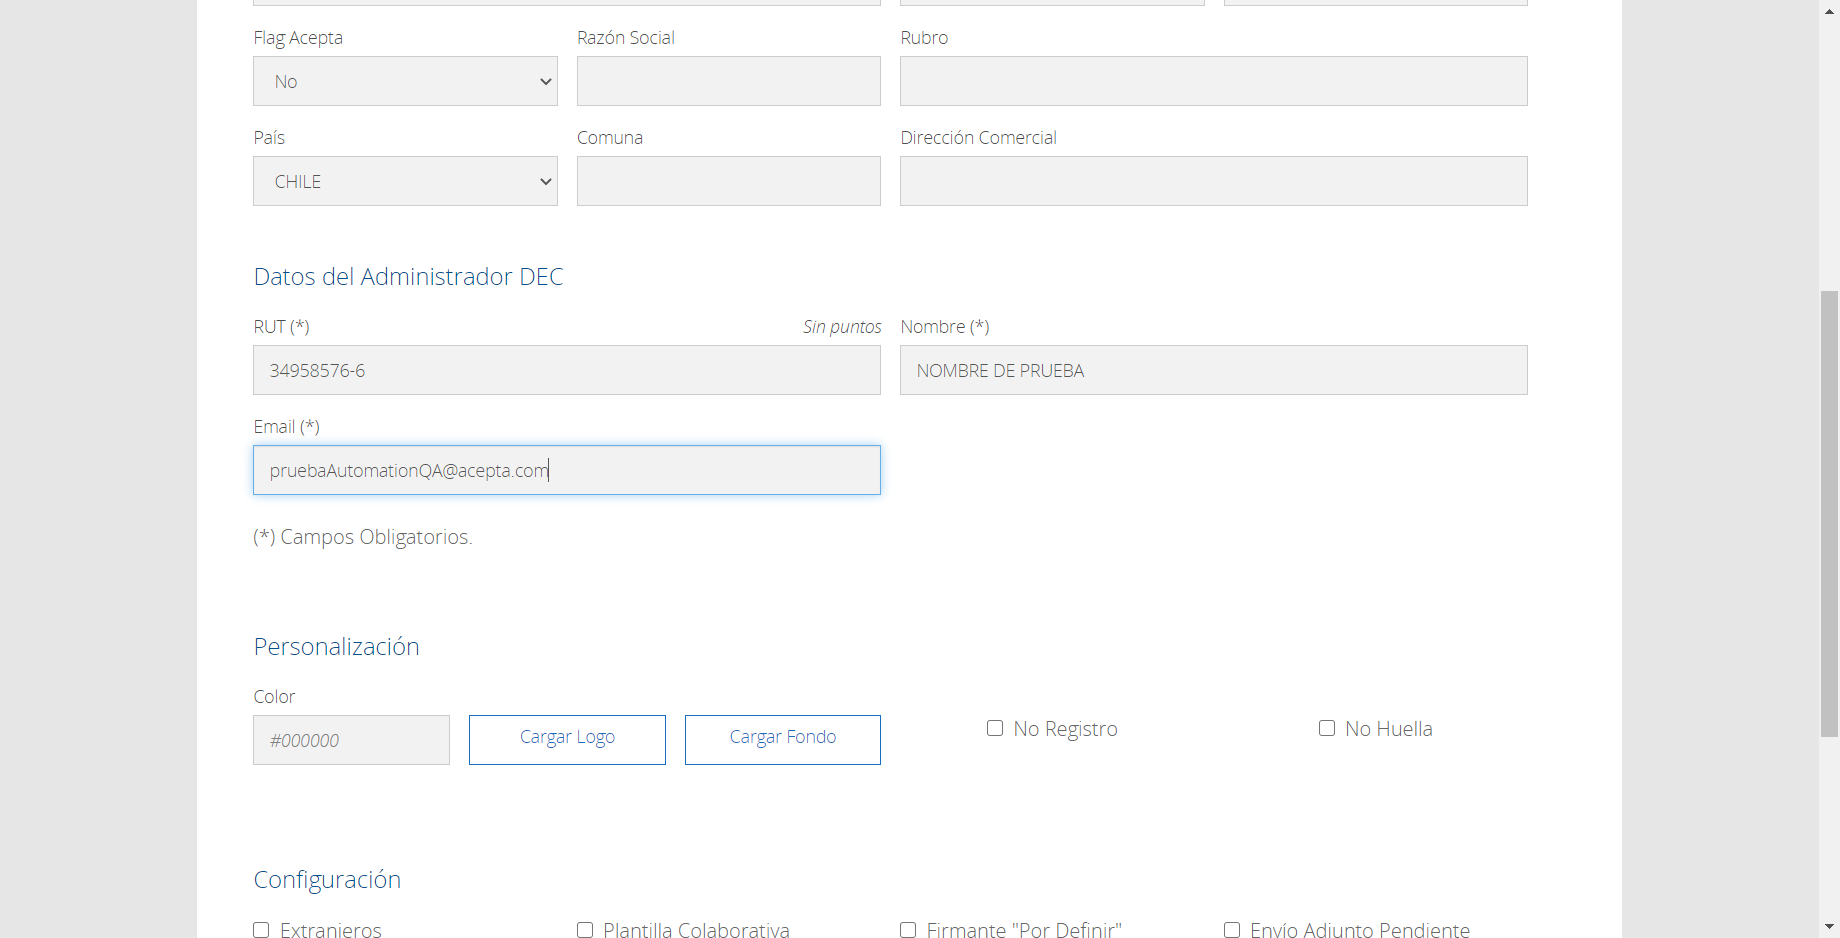 Flag Acepta Razón Social Rubro
No
País Comuna Dirección Comercial
CHILE
Datos del Administrador DEC
RUT (*) Sin puntos Nombre (*)
34958576-6 NOMBRE DE PRUEBA
Email (*)
pruebaAutomationQA@acepta.com
(*) Campos Obligatorios.
Personalización
Color
#000000 Cargar Logo Cargar Fondo No Registro No Huella
Configuración
Extranjeros Plantilla Colaborativa Firmante "Por Definir" Envío Adjunto Pendiente